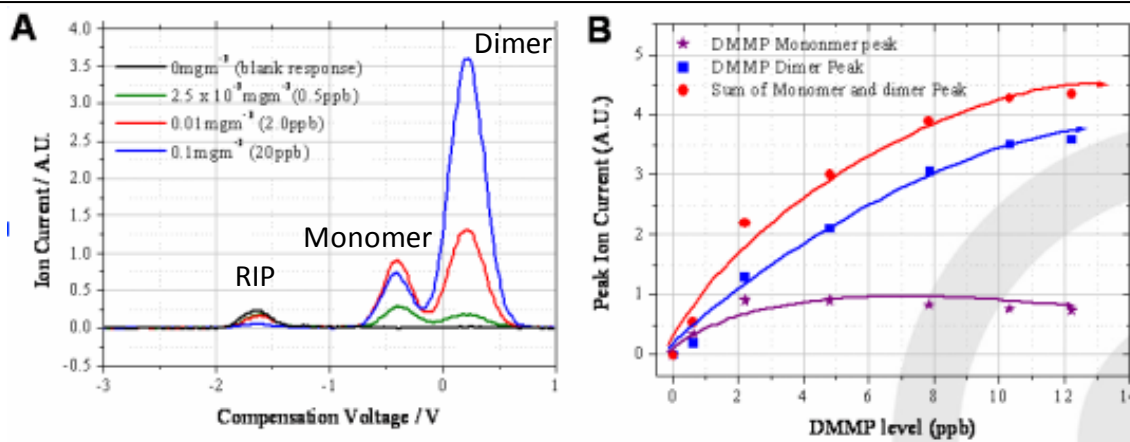 A
Dimer
0mgm⁻³ (blank response)
2.5 x 10⁻³mgm⁻³(0.5ppb)
0.01mgm⁻³ (2.0ppb)
0.1mgm⁻³ (20ppb)
Monomer
RIP
Ion Current / A.U.
4.0
3.5
3.0
2.5
2.0
1.5
1.0
0.5
0.0
-0.5
-3
-2
-1
0
1
Compensation Voltage / V
B
DMMP Mononmer peak
DMMP Dimer Peak
Sum of Monomer and dimer Peak
Peak Ion Current (A.U.)
5
4
3
2
1
0
0
2
4
6
8
10
12
14
DMMP level (ppb)